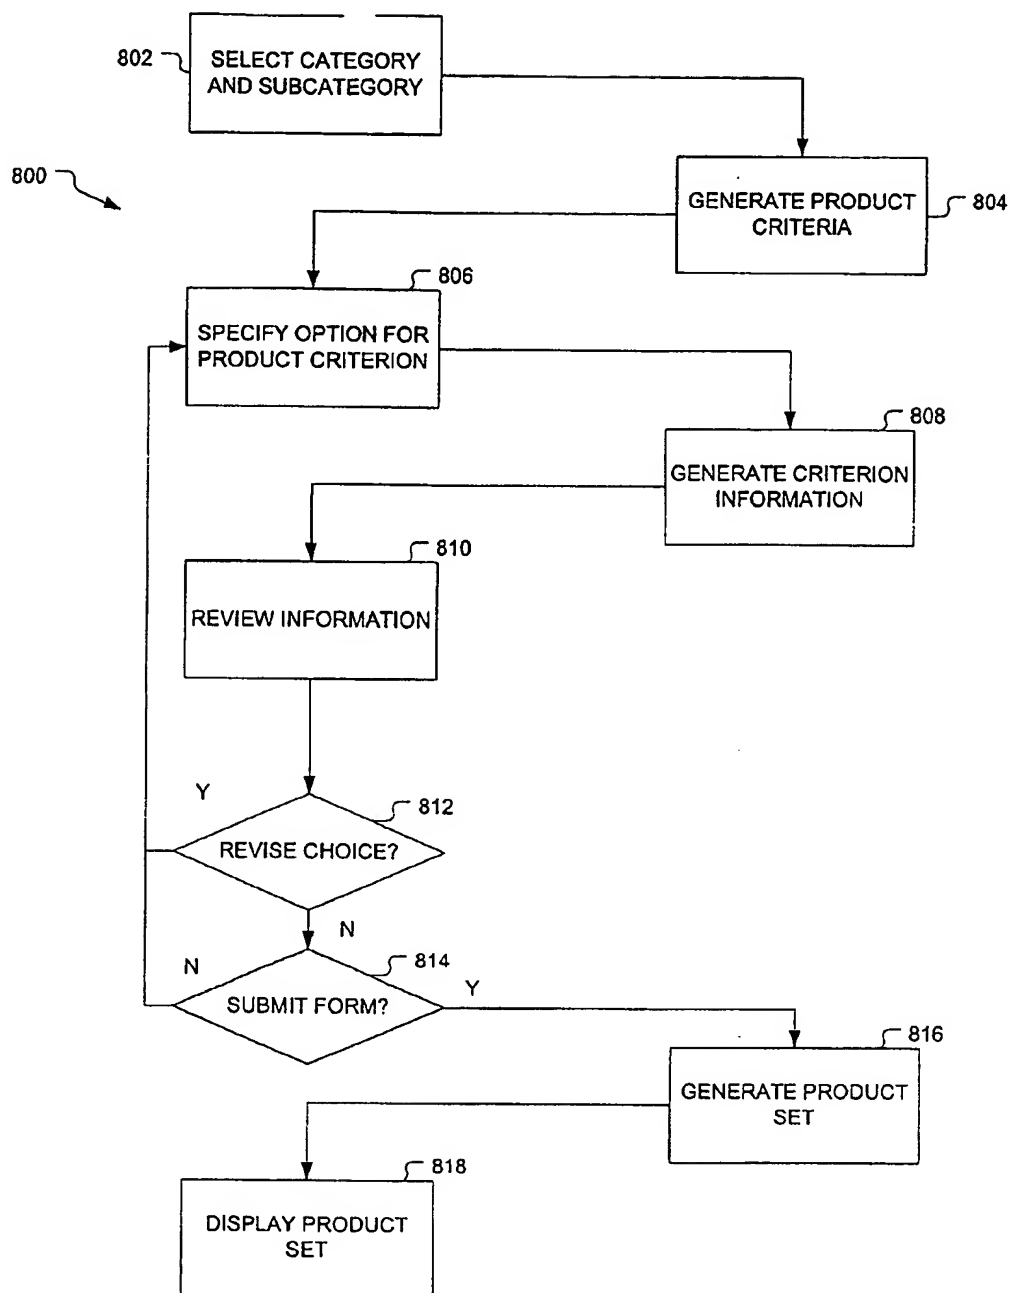 802
SELECT CATEGORY
AND SUBCATEGORY
800
GENERATE PRODUCT
CRITERIA
804
806
SPECIFY OPTION FOR
PRODUCT CRITERION
808
GENERATE CRITERION
INFORMATION
810
REVIEW INFORMATION
Y
812
REVISE CHOICE?
N
N
814
SUBMIT FORM?
Y
816
GENERATE PRODUCT
SET
818
DISPLAY PRODUCT
SET